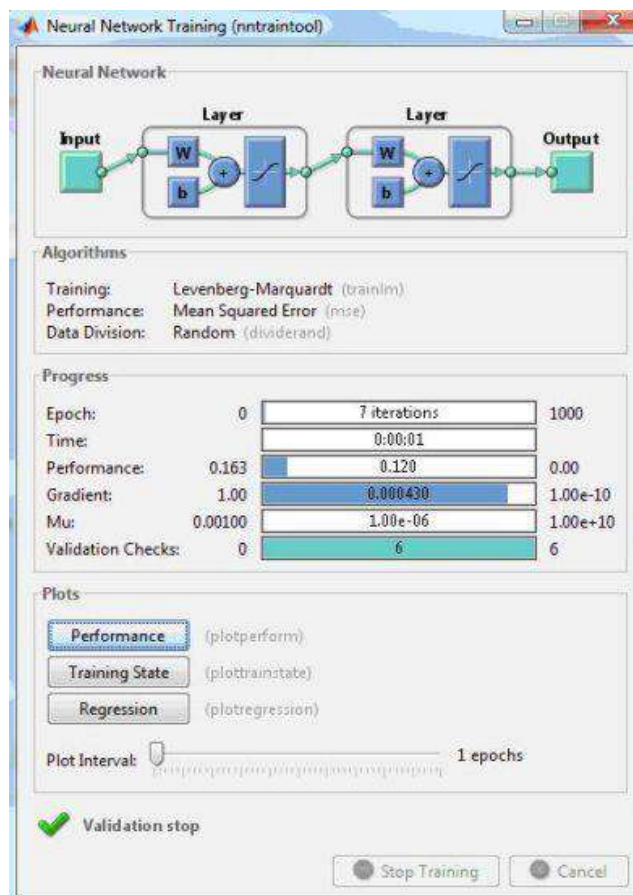 Neural Network Training (nntraintool)
Neural Network
Layer Layer
Input Output
W W
+ +
b b
Algorithms
Training: Levenberg-Marquardt (trainlm)
Performance: Mean Squared Error (mse)
Data Division: Random (dividerand)
Progress
Epoch: 0 7 iterations 1000
Time: 0:00:01
Performance: 0.163 0.120 0.00
Gradient: 1.00 0.000430 1.00e-10
Mu: 0.00100 1.00e-06 1.00e+10
Validation Checks: 0 6 6
Plots
Performance (plotperform)
Training State (plottrainstate)
Regression (plotregression)
Plot Interval: 1 epochs
Validation stop
Stop Training Cancel